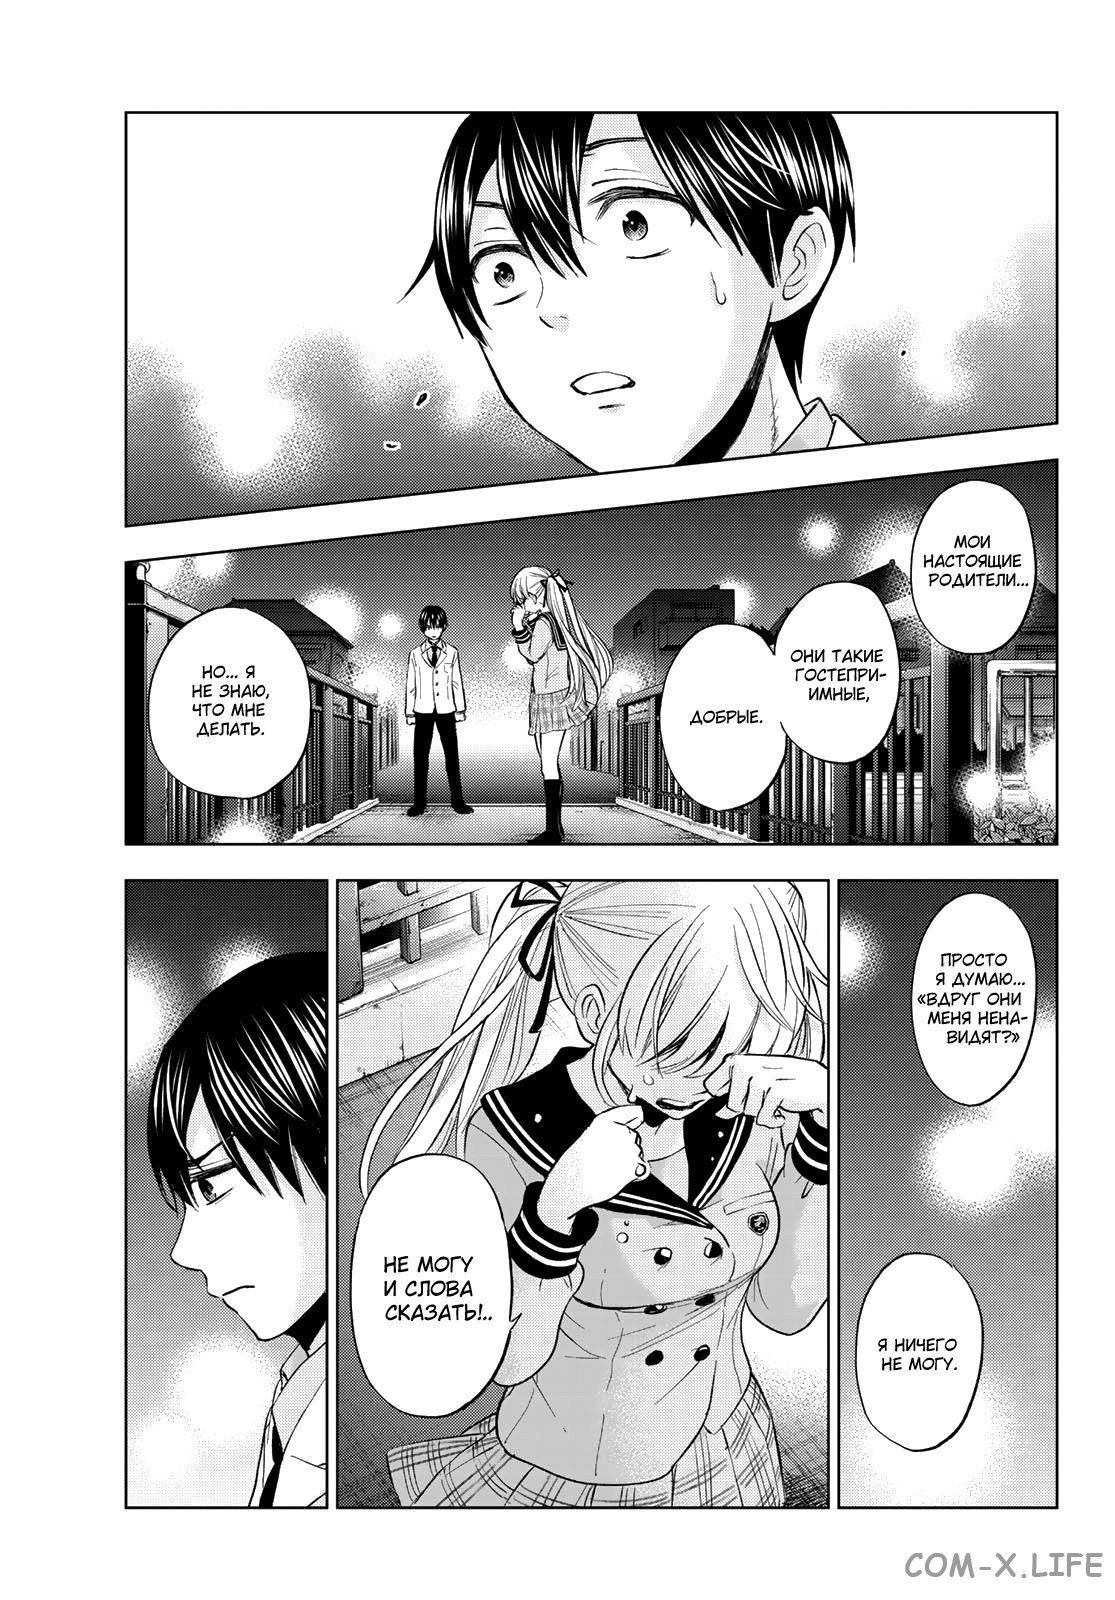 МОИ
НАСТОЯЩИЕ
РОДИТЕЛИ...
ОНИ ТАКИЕ
ГОСТЕПРИ-
ИМНЫЕ,
ДОБРЫЕ.
НО... Я
НЕ ЗНАЮ,
ЧТО МНЕ
ДЕЛАТЬ.
ПРОСТО
Я ДУМАЮ...
«ВДРУГ ОНИ
МЕНЯ НЕНА-
ВИДЯТ?»
Я НИЧЕГО
НЕ МОГУ.
НЕ МОГУ
И СЛОВА
СКАЗАТЬ!..
COM-X.LIFE